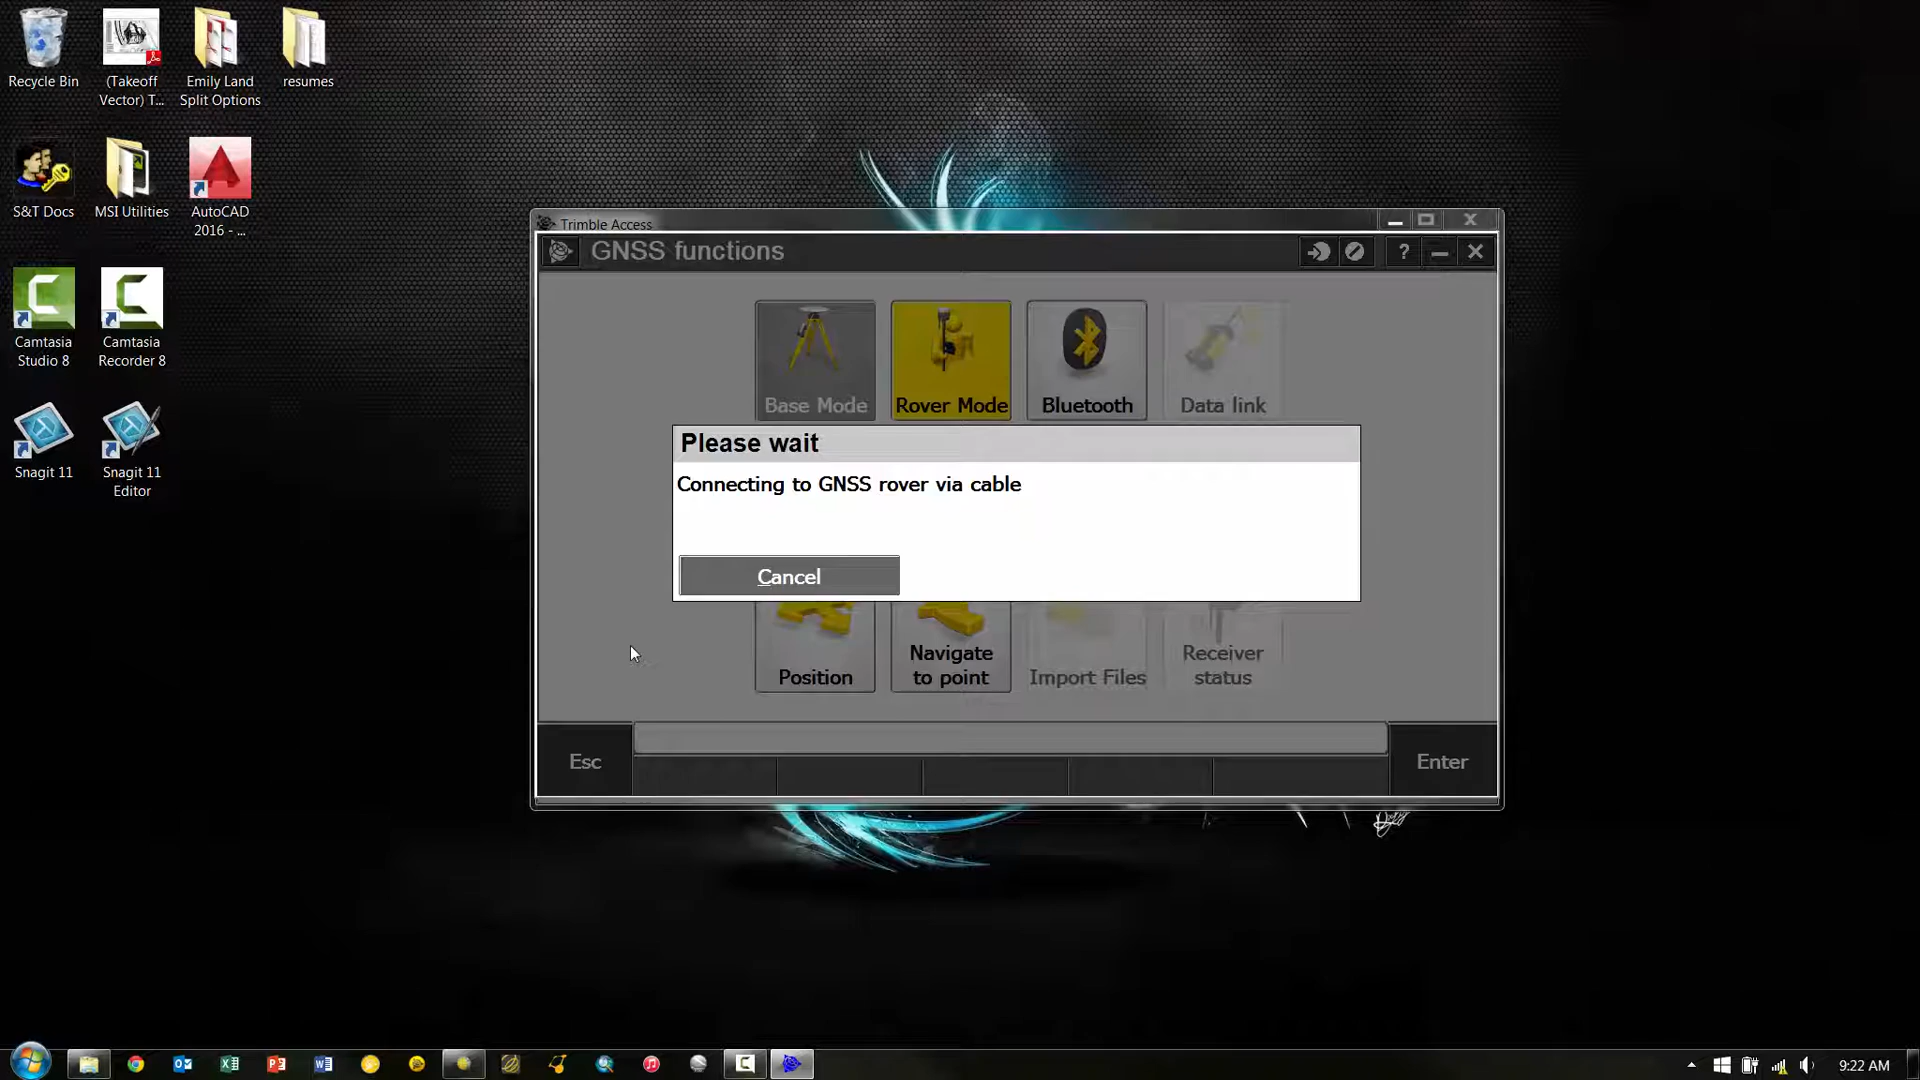 Recycle Bin
(Takeoff
Vector) T...
Emily Land
Split Options
resumes
S&T Docs
MSI Utilities
AutoCAD
2016 - ...
Camtasia
Studio 8
Camtasia
Recorder 8
Snagit 11
Snagit 11
Editor
Trimble Access
GNSS functions
?
Base Mode
Rover Mode
Bluetooth
Data link
Please wait
Connecting to GNSS rover via cable
Cancel
Position
Navigate
to point
Import Files
Receiver
status
Esc
Enter
9:22 AM